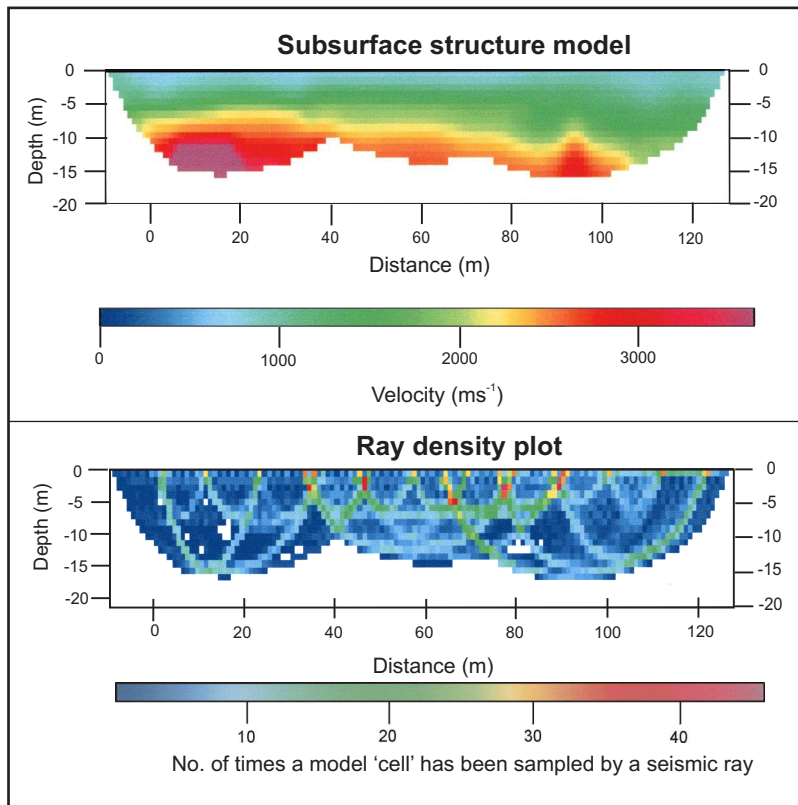 Subsurface structure model
0
-5
-10
-15
-20
Depth (m)
0
-5
-10
-15
-20
0 20 40 60 80 100 120
Distance (m)
0 1000 2000 3000
Velocity (ms⁻¹)
Ray density plot
0
-5
-10
-15
-20
Depth (m)
0
-5
-10
-15
-20
0 20 40 60 80 100 120
Distance (m)
10 20 30 40
No. of times a model ‘cell’ has been sampled by a seismic ray